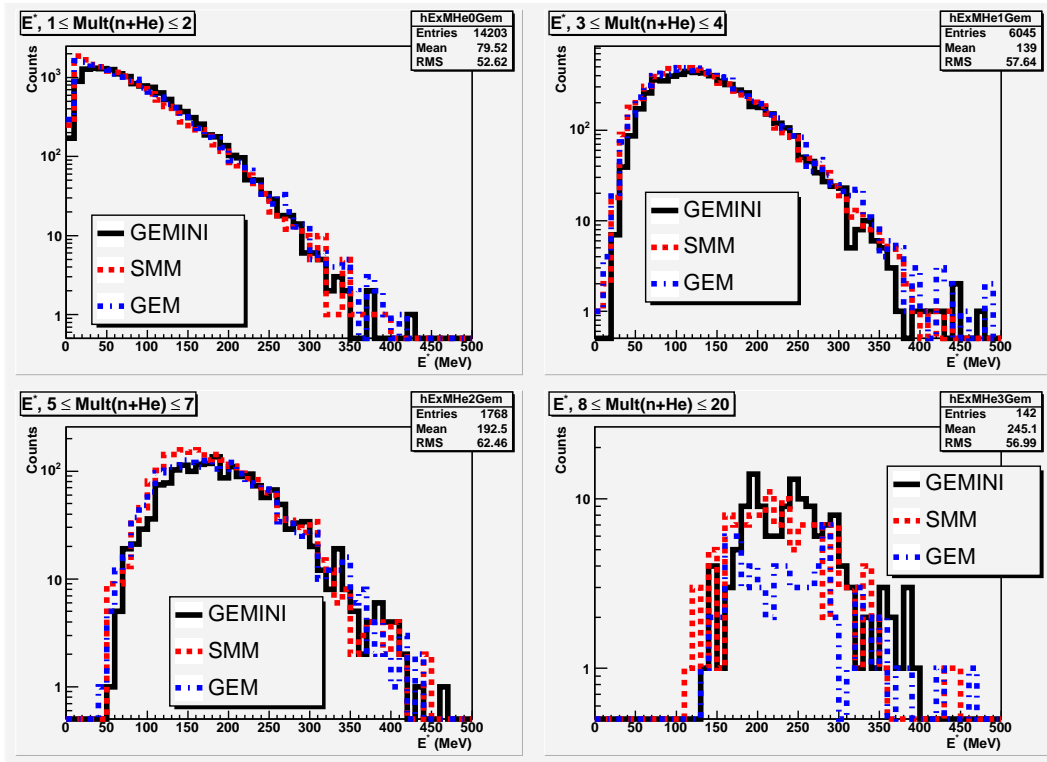 E*, 1 ≤ Mult(n+He) ≤ 2
hExMHe0Gem
Entries 14203
Mean 79.52
RMS 52.62
Counts
10³
10²
10
1
GEMINI
SMM
GEM
0 50 100 150 200 250 300 350 400 450 500
E* (MeV)
E*, 3 ≤ Mult(n+He) ≤ 4
hExMHe1Gem
Entries 6045
Mean 139
RMS 57.64
Counts
10²
10
1
GEMINI
SMM
GEM
0 50 100 150 200 250 300 350 400 450 500
E* (MeV)
E*, 5 ≤ Mult(n+He) ≤ 7
hExMHe2Gem
Entries 1768
Mean 192.5
RMS 62.46
Counts
10²
10
1
GEMINI
SMM
GEM
0 50 100 150 200 250 300 350 400 450 500
E* (MeV)
E*, 8 ≤ Mult(n+He) ≤ 20
hExMHe3Gem
Entries 142
Mean 245.1
RMS 56.99
Counts
10
1
GEMINI
SMM
GEM
0 50 100 150 200 250 300 350 400 450 500
E* (MeV)